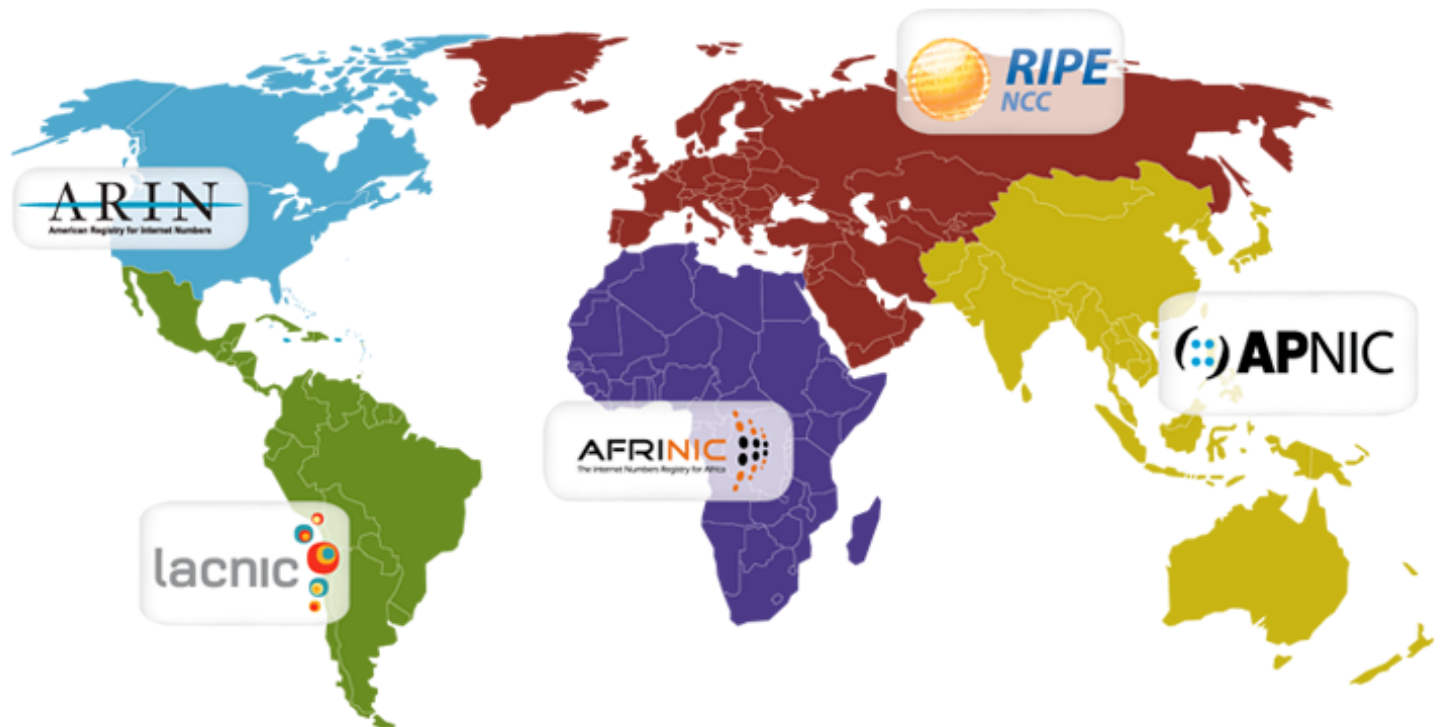 RIPE
NCC
ARIN
American Registry for Internet Numbers
APNIC
AFRINIC
The Internet Numbers Registry for Africa
lacnic